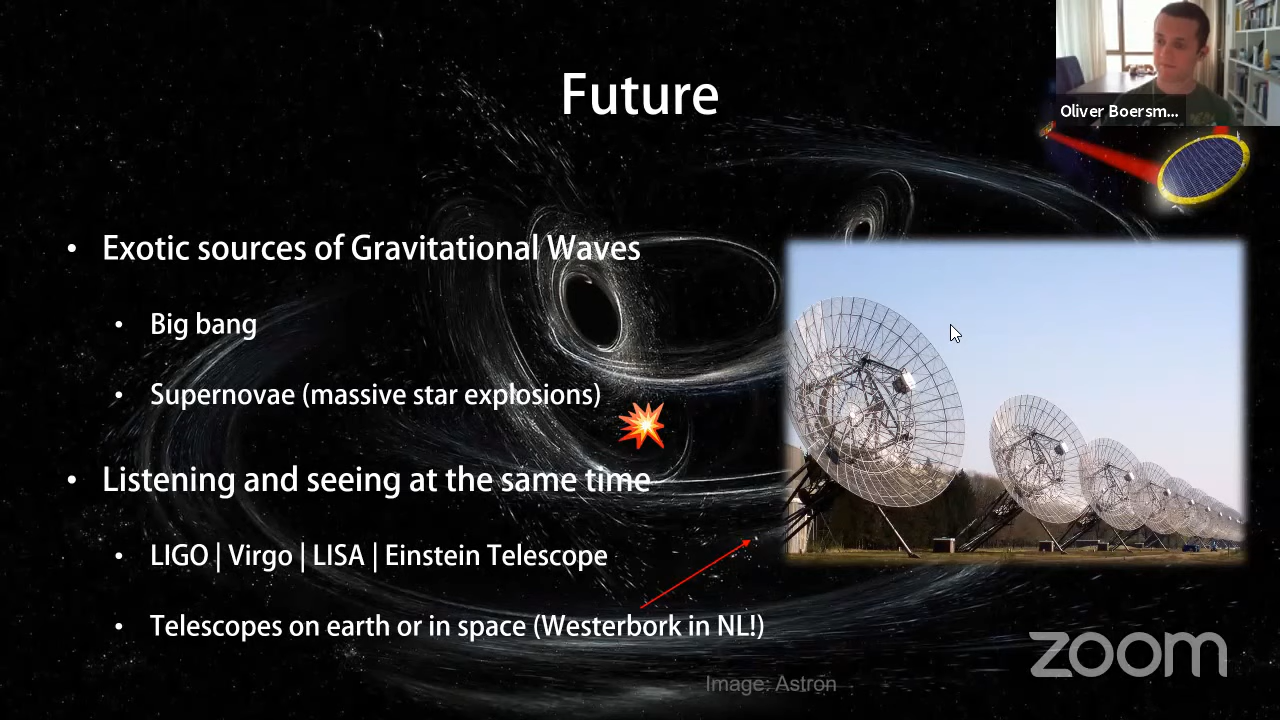 Future
Oliver Boersm...
• Exotic sources of Gravitational Waves
• Big bang
• Supernovae (massive star explosions)
• Listening and seeing at the same time
• LIGO | Virgo | LISA | Einstein Telescope
• Telescopes on earth or in space (Westerbork in NL!)
zoom
Image: Astron